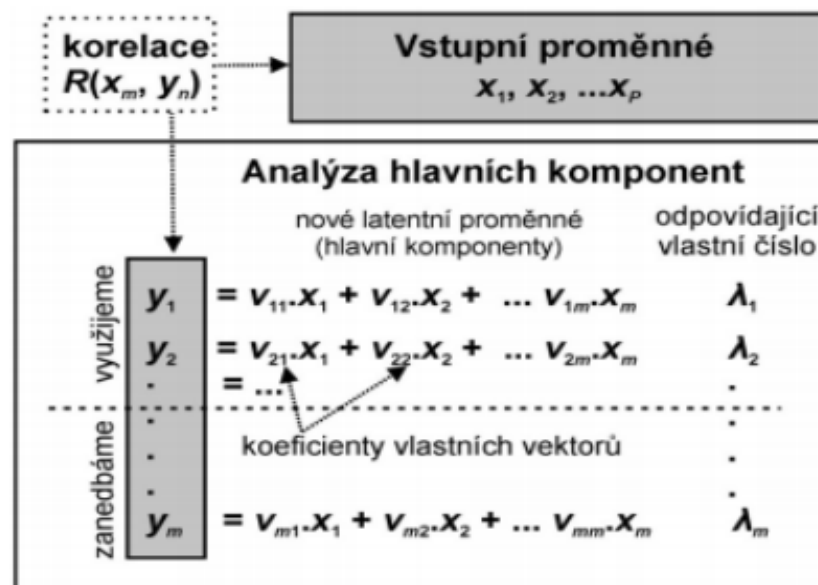 korelace
R(xₘ, yₙ)
Vstupní proměnné
x₁, x₂, ...x_P
Analýza hlavních komponent
nové latentní proměnné
(hlavní komponenty)
odpovídající
vlastní číslo
využijeme
y₁ = v₁₁.x₁ + v₁₂.x₂ + ... v₁ₘ.xₘ λ₁
y₂ = v₂₁.x₁ + v₂₂.x₂ + ... v₂ₘ.xₘ λ₂
. = ... .
koeficienty vlastních vektorů
zanedbáme
. .
. .
. .
yₘ = vₘ₁.x₁ + vₘ₂.x₂ + ... vₘₘ.xₘ λₘ